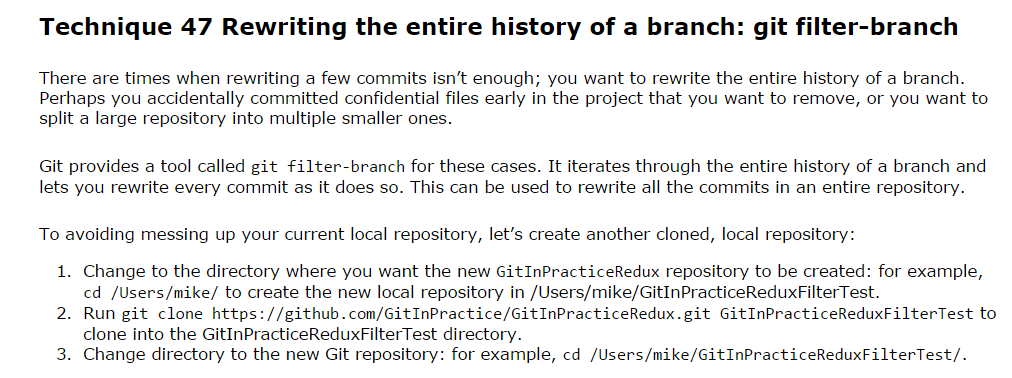 Technique 47 Rewriting the entire history of a branch: git filter-branch
There are times when rewriting a few commits isn’t enough; you want to rewrite the entire history of a branch.
Perhaps you accidentally committed confidential files early in the project that you want to remove, or you want to
split a large repository into multiple smaller ones.
Git provides a tool called git filter-branch for these cases. It iterates through the entire history of a branch and
lets you rewrite every commit as it does so. This can be used to rewrite all the commits in an entire repository.
To avoiding messing up your current local repository, let’s create another cloned, local repository:
1. Change to the directory where you want the new GitInPracticeRedux repository to be created: for example,
cd /Users/mike/ to create the new local repository in /Users/mike/GitInPracticeReduxFilterTest.
2. Run git clone https://github.com/GitInPractice/GitInPracticeRedux.git GitInPracticeReduxFilterTest to
clone into the GitInPracticeReduxFilterTest directory.
3. Change directory to the new Git repository: for example, cd /Users/mike/GitInPracticeReduxFilterTest/.